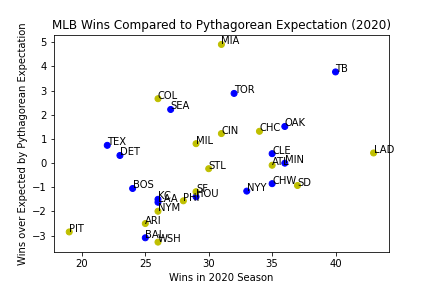 MLB Wins Compared to Pythagorean Expectation (2020)
Wins over Expected by Pythagorean Expectation
5
4
3
2
1
0
−1
−2
−3
MIA
TB
TOR
COL
SEA
OAK
CHC
CIN
MIL
TEX
DET
CLE
LAD
ATL
MIN
STL
CHW
SD
BOS
NYY
SF
HOU
PHI
KC
LAA
NYM
ARI
PIT
BAL
WSH
20 25 30 35 40
Wins in 2020 Season